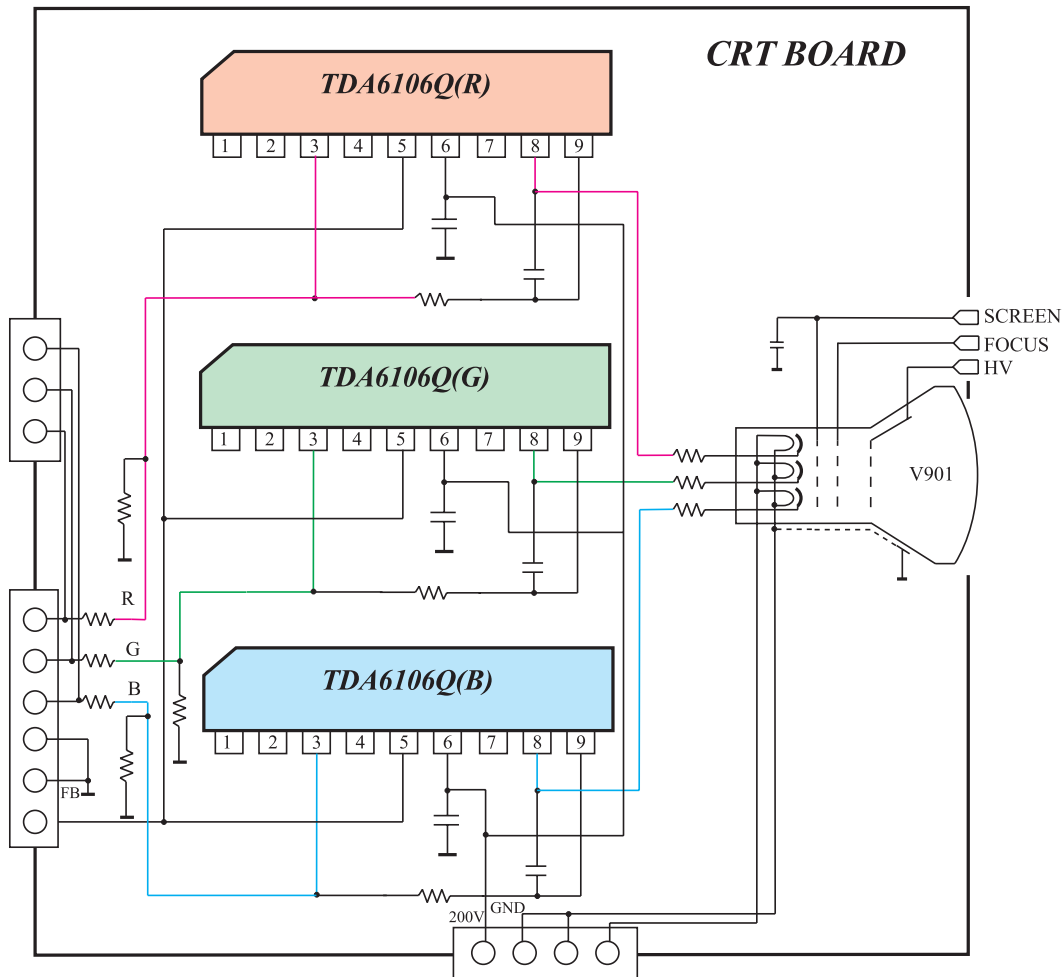 CRT BOARD
TDA6106Q(R)
1 2 3 4 5 6 7 8 9
SCREEN
FOCUS
HV
TDA6106Q(G)
1 2 3 4 5 6 7 8 9
V901
R
G
B
TDA6106Q(B)
1 2 3 4 5 6 7 8 9
FB
200V GND